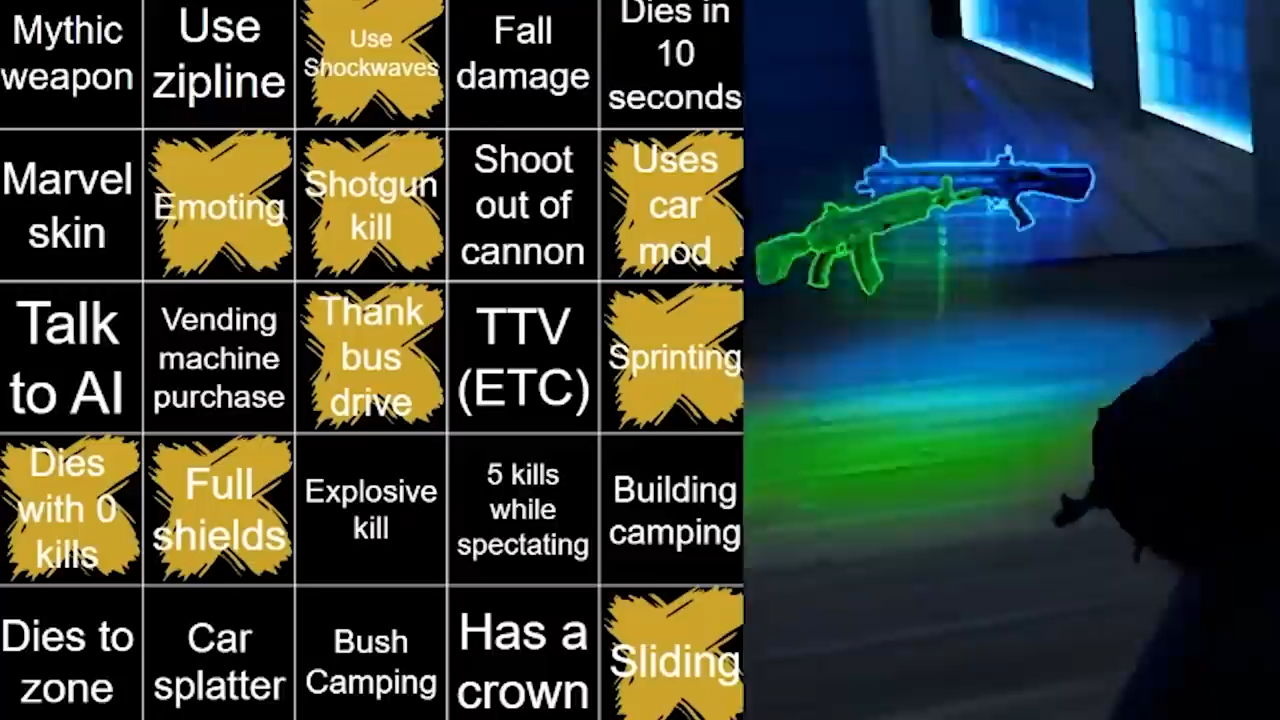 Mythic
weapon
Use
zipline
Use
Shockwaves
Fall
damage
Dies in
10
seconds
Marvel
skin
Emoting
Shotgun
kill
Shoot
out of
cannon
Uses
car
mod
Talk
to AI
Vending
machine
purchase
Thank
bus
drive
TTV
(ETC)
Sprinting
Dies
with 0
kills
Full
shields
Explosive
kill
5 kills
while
spectating
Building
camping
Dies to
zone
Car
splatter
Bush
Camping
Has a
crown
Sliding